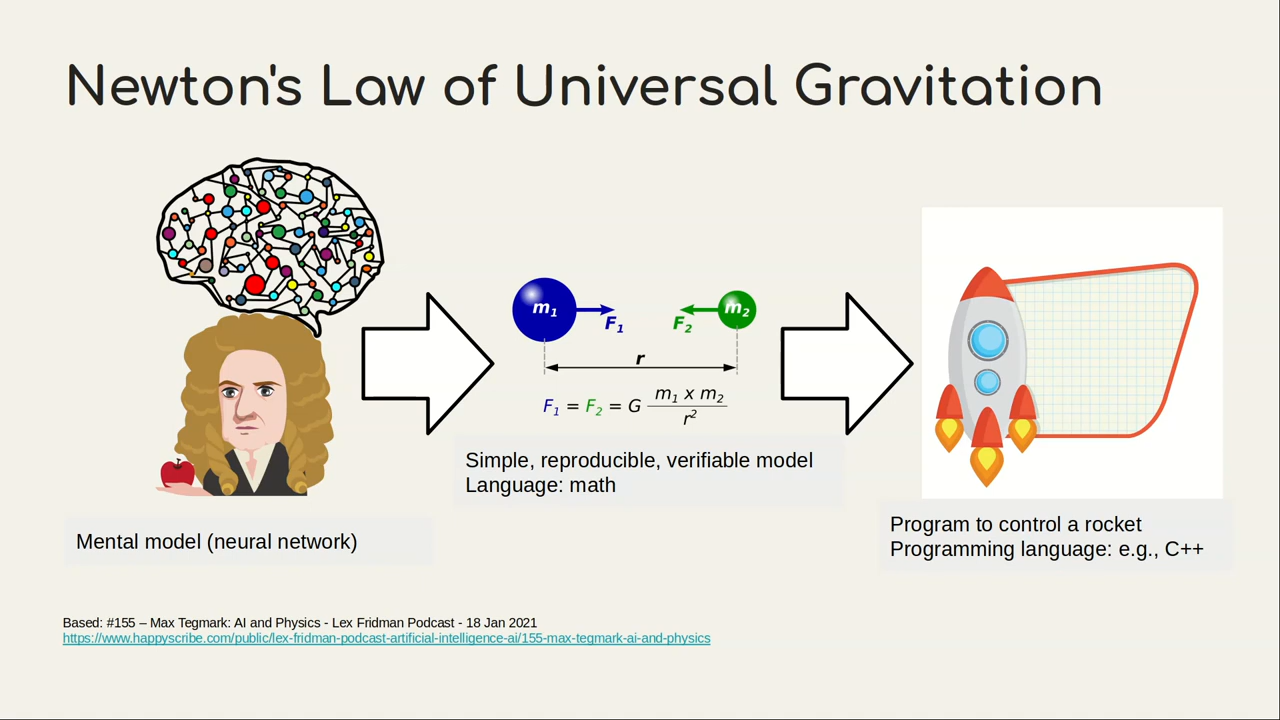 Newton's Law of Universal Gravitation
m₁
m₂
F₁
F₂
r
F₁ = F₂ = G m₁ x m₂ / r²
Simple, reproducible, verifiable model
Language: math
Program to control a rocket
Programming language: e.g., C++
Mental model (neural network)
Based: #155 – Max Tegmark: AI and Physics - Lex Fridman Podcast - 18 Jan 2021
https://www.happyscribe.com/public/lex-fridman-podcast-artificial-intelligence-ai/155-max-tegmark-ai-and-physics